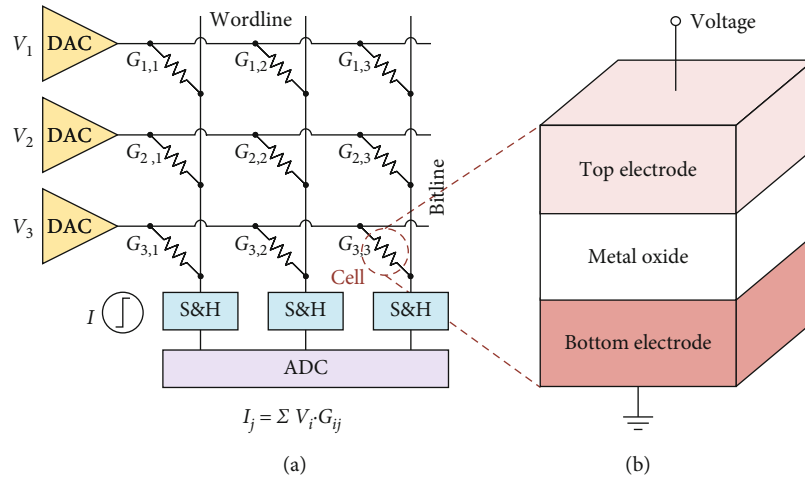 Wordline
V1 DAC
G1,1 G1,2 G1,3
V2 DAC
G2 ,1 G2,2 G2,3
Bitline
V3 DAC
G3,1 G3,2 G3,3
Cell
I S&H S&H S&H
ADC
Ij = Σ Vi·Gij
(a)
Voltage
Top electrode
Metal oxide
Bottom electrode
(b)